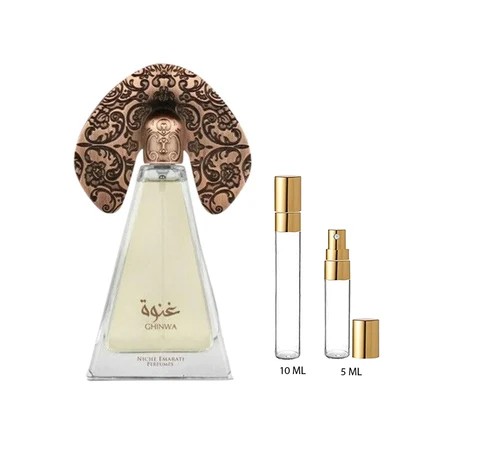 غنوة
GHINWA
NICHE EMARATI
PERFUMES
10 ML
5 ML